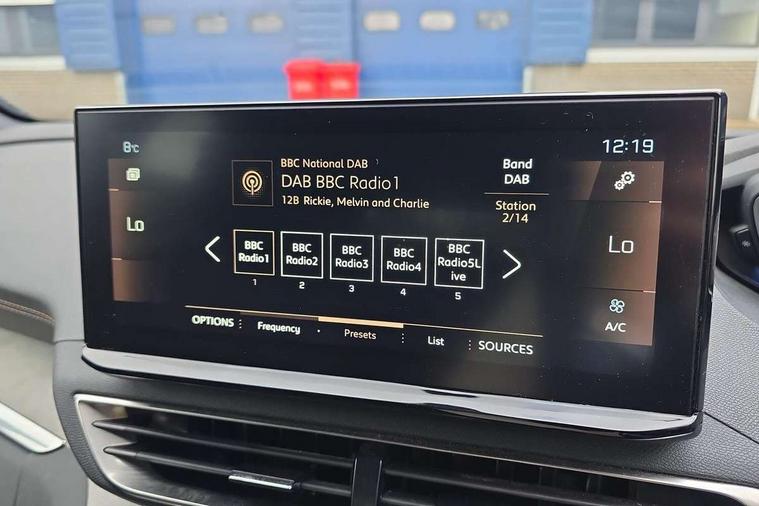 8°C
12:19
BBC National DAB
DAB BBC Radio1
12B Rickie, Melvin and Charlie
Band
DAB
Station
2/14
Lo
Lo
BBC
Radio1
1
BBC
Radio2
2
BBC
Radio3
3
BBC
Radio4
4
BBC
Radio5L
ive
5
A/C
OPTIONS
Frequency
Presets
List
SOURCES